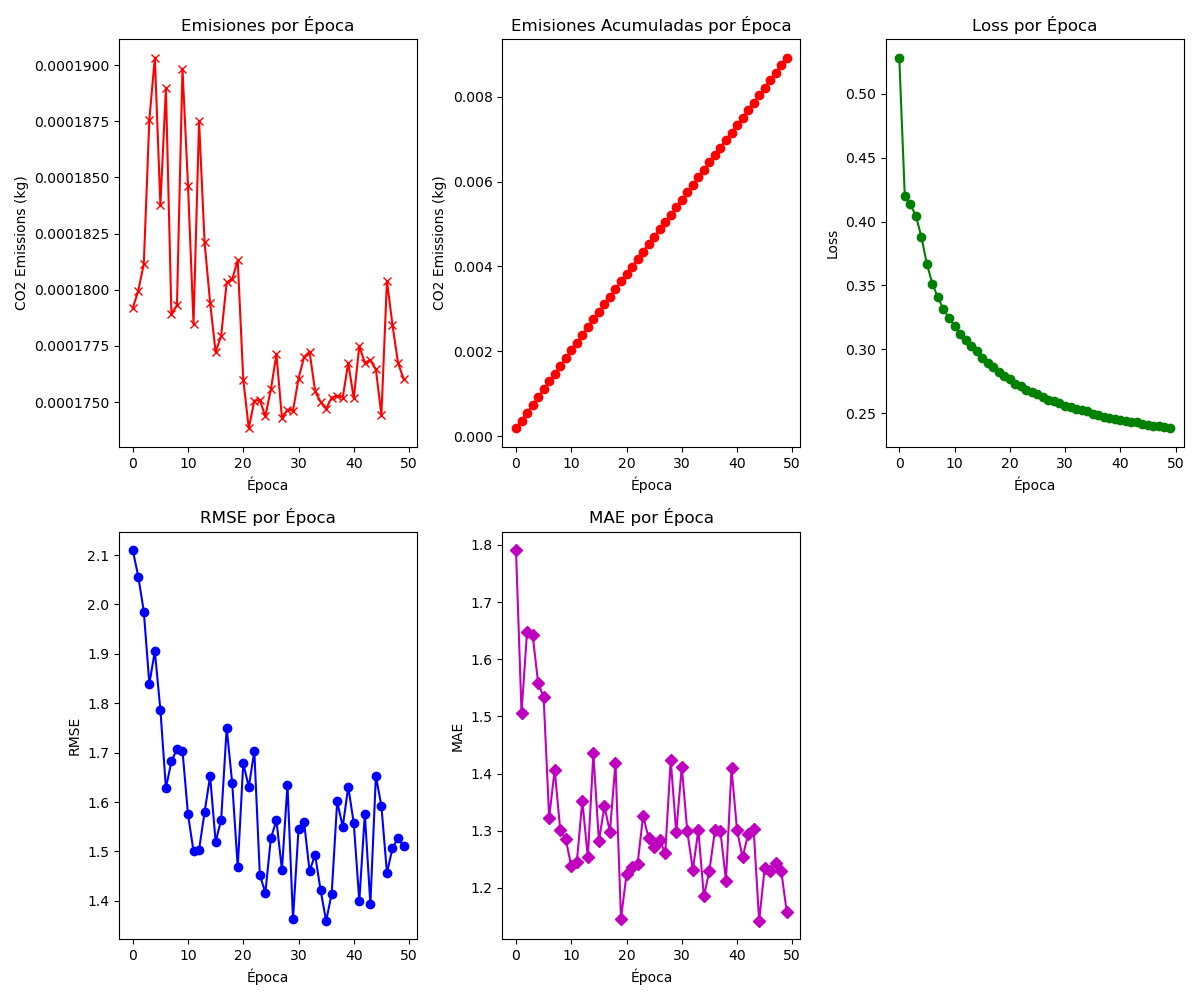 Emisiones por Época
0.0001900
0.0001875
0.0001850
0.0001825
0.0001800
0.0001775
0.0001750
CO2 Emissions (kg)
0 10 20 30 40 50
Época
Emisiones Acumuladas por Época
0.008
0.006
0.004
0.002
0.000
CO2 Emissions (kg)
0 10 20 30 40 50
Época
Loss por Época
0.50
0.45
0.40
0.35
0.30
0.25
Loss
0 10 20 30 40 50
Época
RMSE por Época
2.1
2.0
1.9
1.8
1.7
1.6
1.5
1.4
RMSE
0 10 20 30 40 50
Época
MAE por Época
1.8
1.7
1.6
1.5
1.4
1.3
1.2
MAE
0 10 20 30 40 50
Época